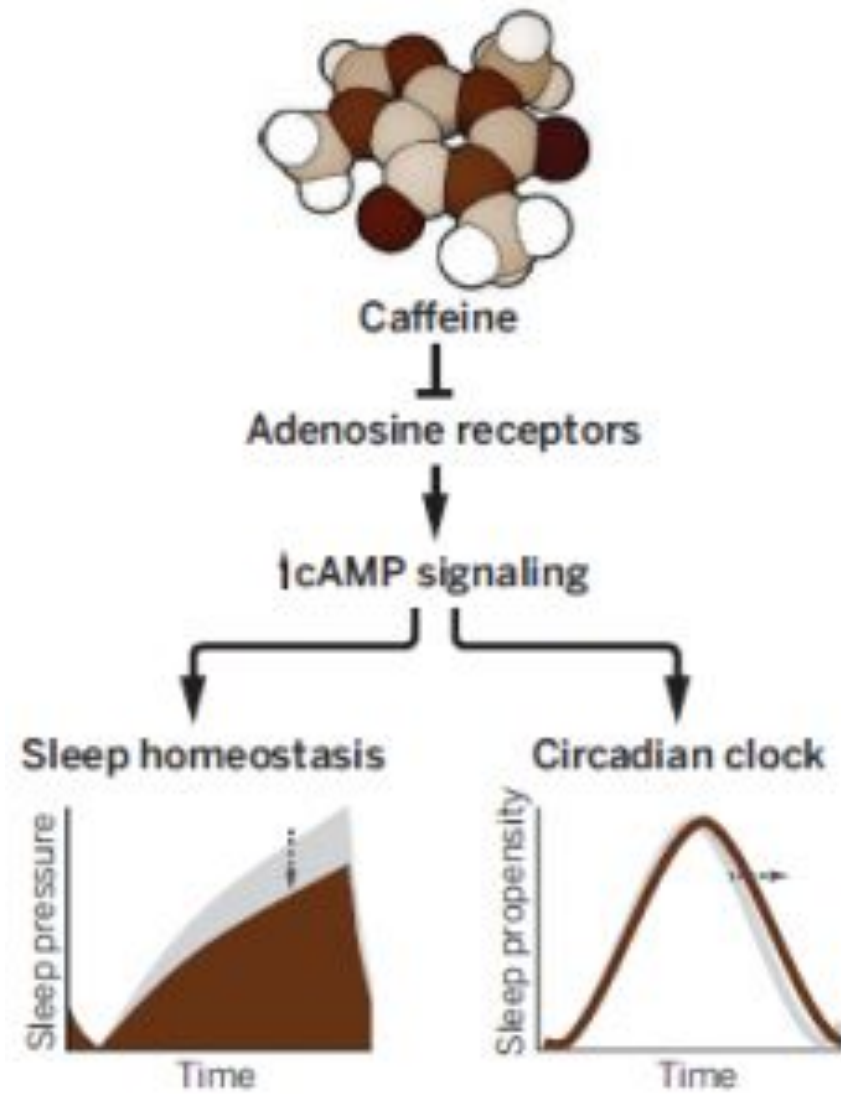 Caffeine
Adenosine receptors
↑cAMP signaling
Sleep homeostasis
Sleep pressure
Time
Circadian clock
Sleep propensity
Time